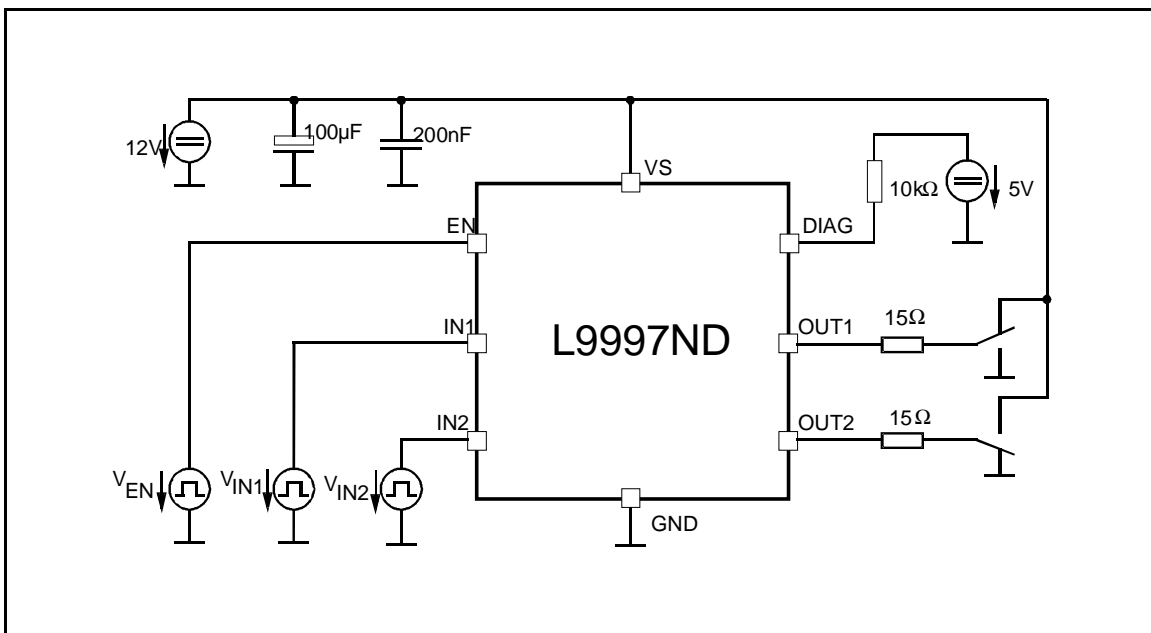 12V
100µF
200nF
VS
10kΩ
5V
EN
DIAG
IN1
L9997ND
OUT1
15Ω
IN2
OUT2
15Ω
VEN
VIN1
VIN2
GND